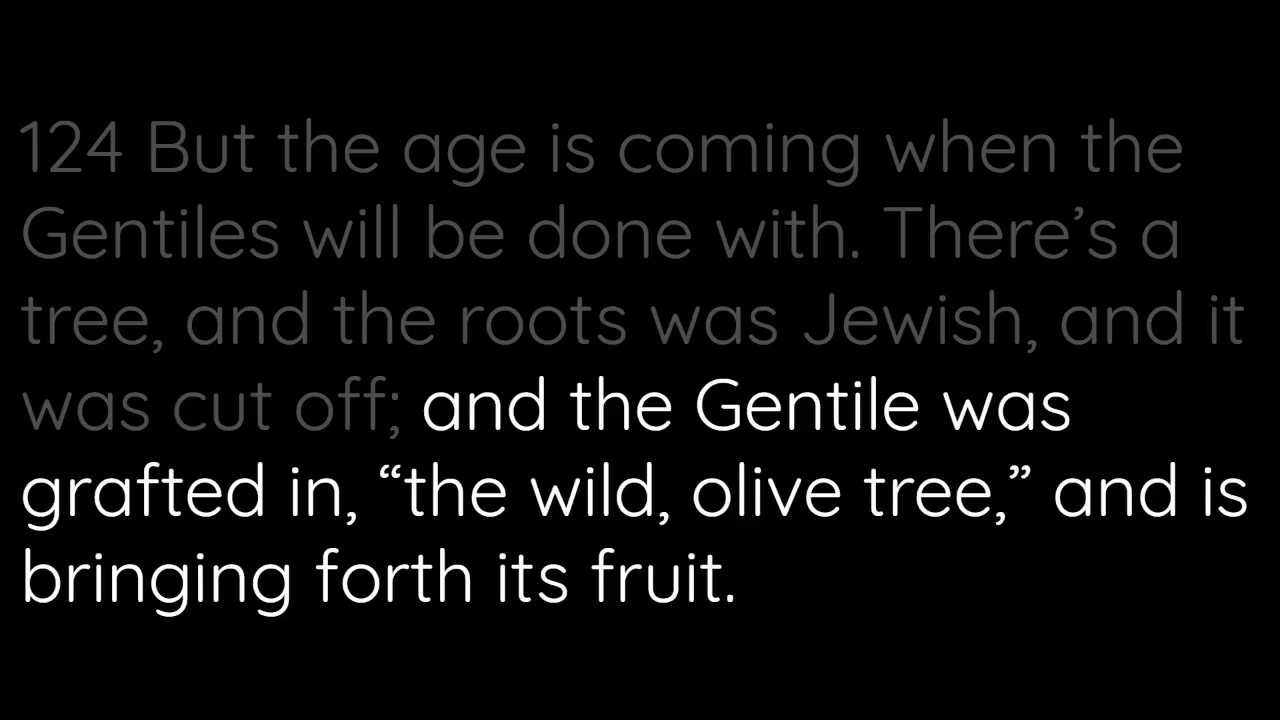 124 But the age is coming when the
Gentiles will be done with. There’s a
tree, and the roots was Jewish, and it
was cut off; and the Gentile was
grafted in, “the wild, olive tree,” and is
bringing forth its fruit.